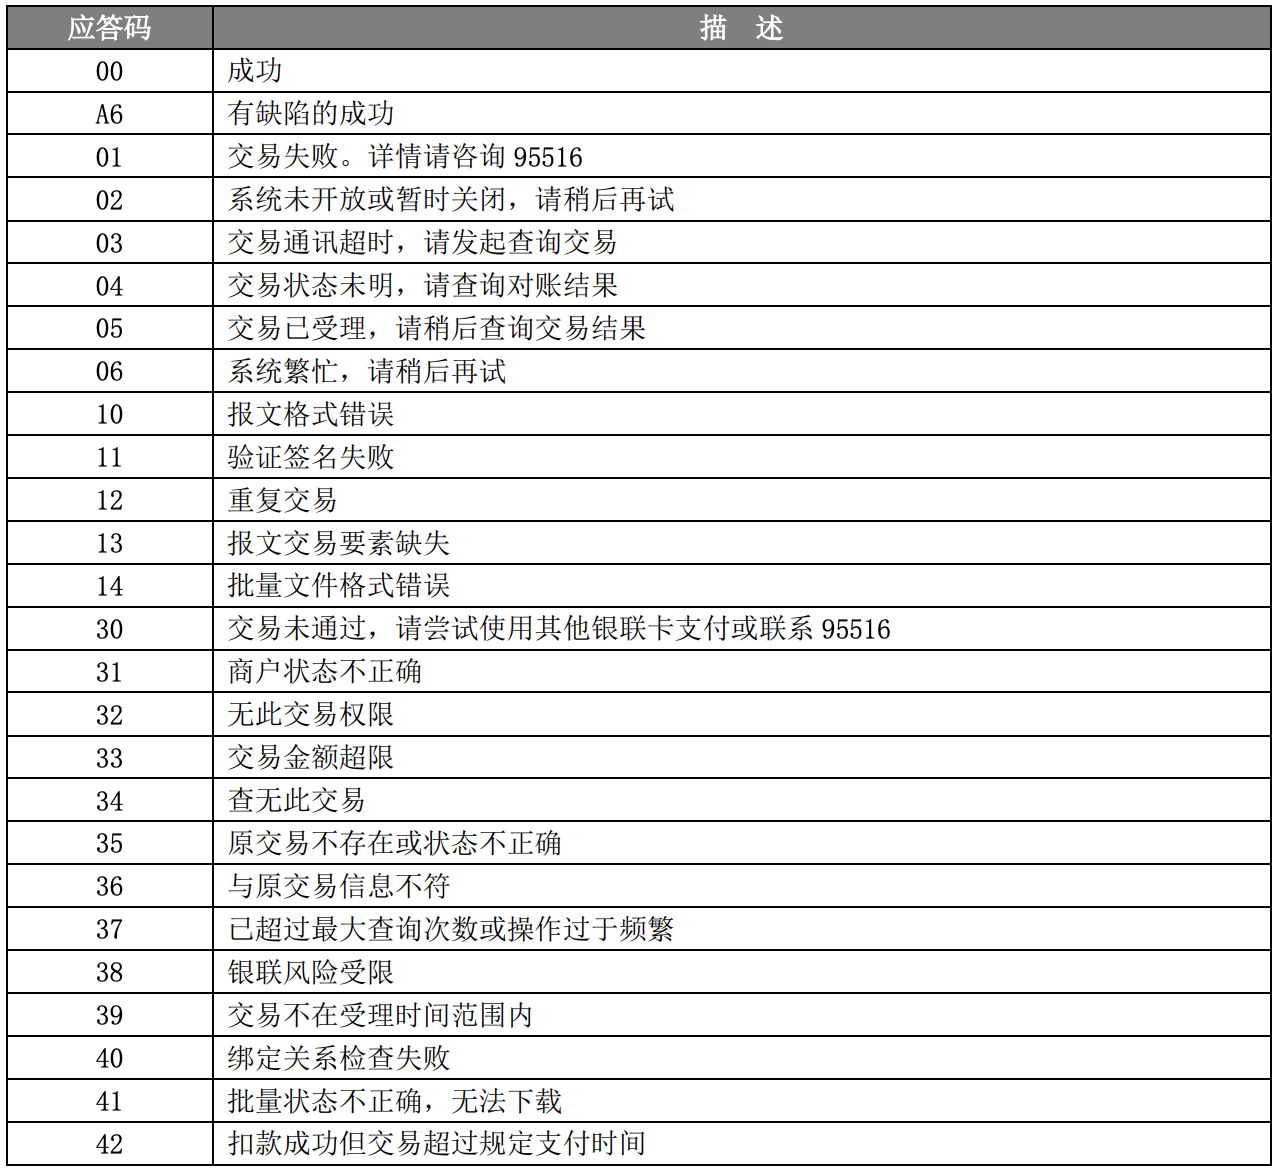 应答码 描 述
00 成功
A6 有缺陷的成功
01 交易失败。详情请咨询 95516
02 系统未开放或暂时关闭，请稍后再试
03 交易通讯超时，请发起查询交易
04 交易状态未明，请查询对账结果
05 交易已受理，请稍后查询交易结果
06 系统繁忙，请稍后再试
10 报文格式错误
11 验证签名失败
12 重复交易
13 报文交易要素缺失
14 批量文件格式错误
30 交易未通过，请尝试使用其他银联卡支付或联系 95516
31 商户状态不正确
32 无此交易权限
33 交易金额超限
34 查无此交易
35 原交易不存在或状态不正确
36 与原交易信息不符
37 已超过最大查询次数或操作过于频繁
38 银联风险受限
39 交易不在受理时间范围内
40 绑定关系检查失败
41 批量状态不正确，无法下载
42 扣款成功但交易超过规定支付时间